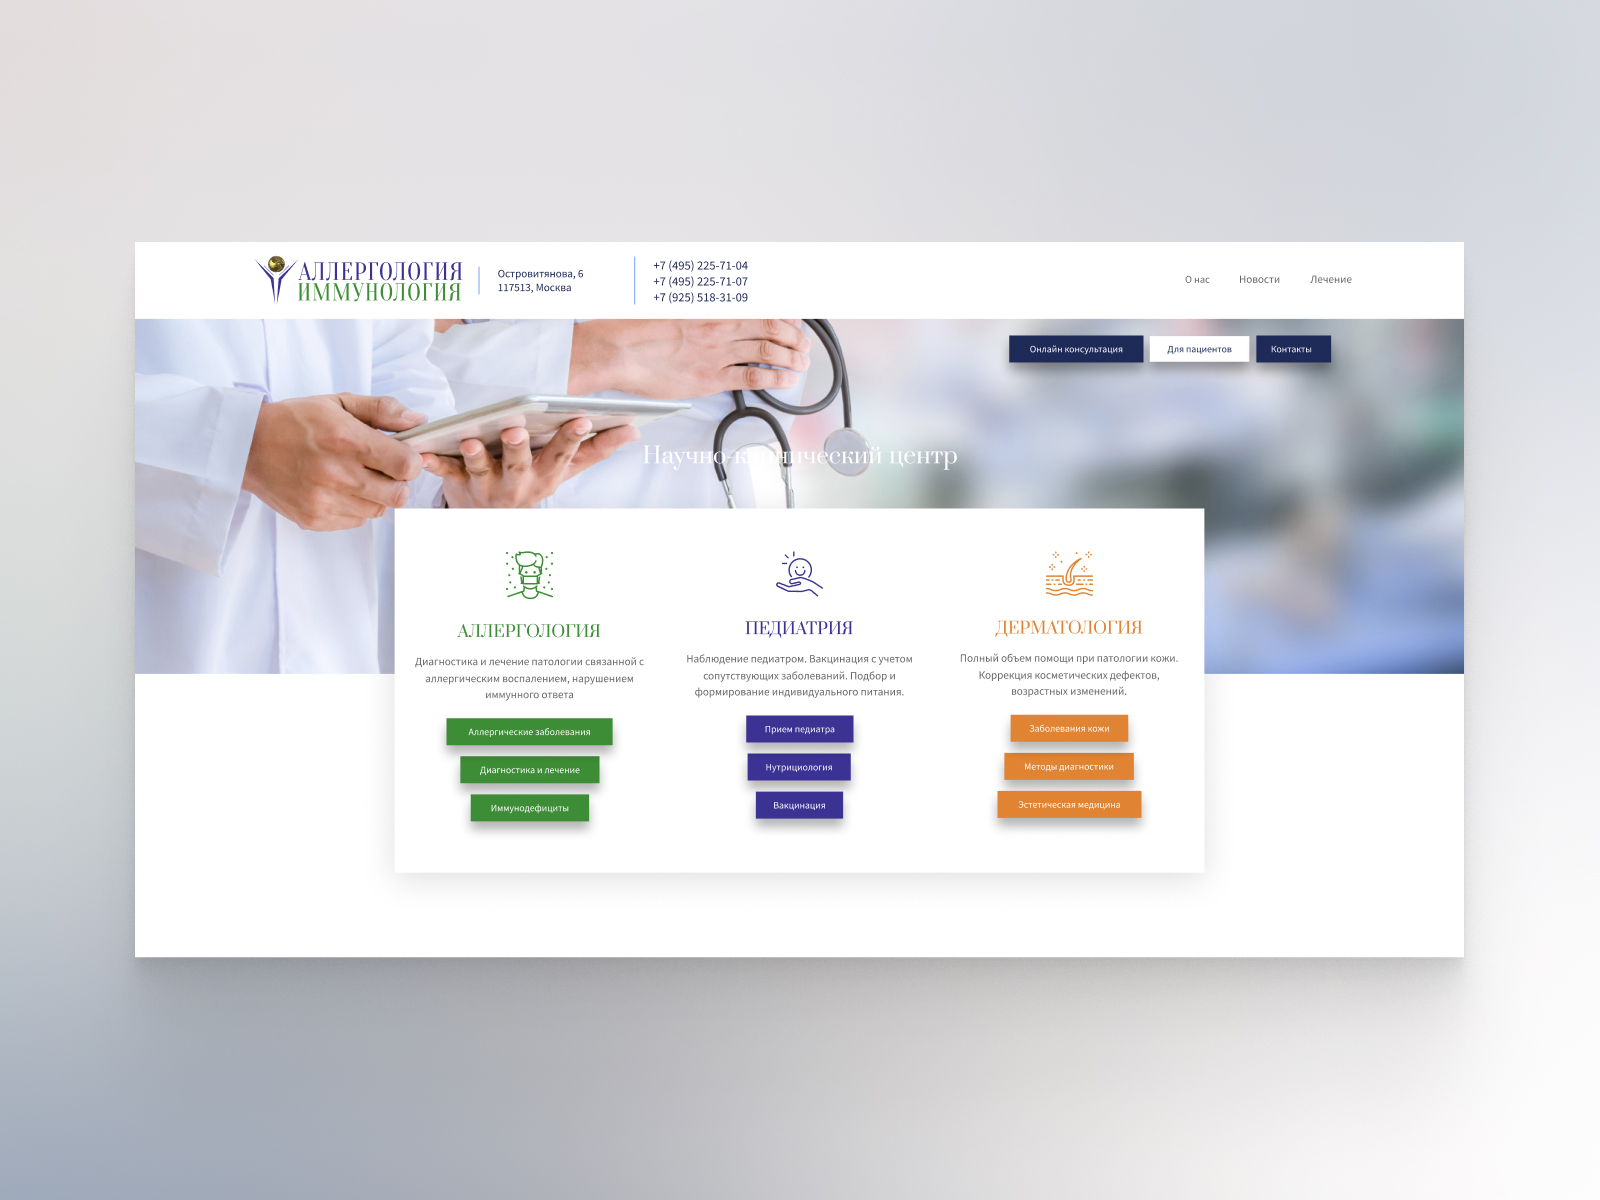 АЛЛЕРГОЛОГИЯ
ИММУНОЛОГИЯ
Островитянова, 6
117513, Москва
+7 (495) 225-71-04
+7 (495) 225-71-07
+7 (925) 518-31-09
О нас
Новости
Лечение
Онлайн консультация
Для пациентов
Контакты
Научно-клинический центр
АЛЛЕРГОЛОГИЯ
Диагностика и лечение патологии связанной с
аллергическим воспалением, нарушением
иммунного ответа
Аллергические заболевания
Диагностика и лечение
Иммунодефициты
ПЕДИАТРИЯ
Наблюдение педиатром. Вакцинация с учетом
сопутствующих заболеваний. Подбор и
формирование индивидуального питания.
Прием педиатра
Нутрициология
Вакцинация
ДЕРМАТОЛОГИЯ
Полный объем помощи при патологии кожи.
Коррекция косметических дефектов,
возрастных изменений.
Заболевания кожи
Методы диагностики
Эстетическая медицина